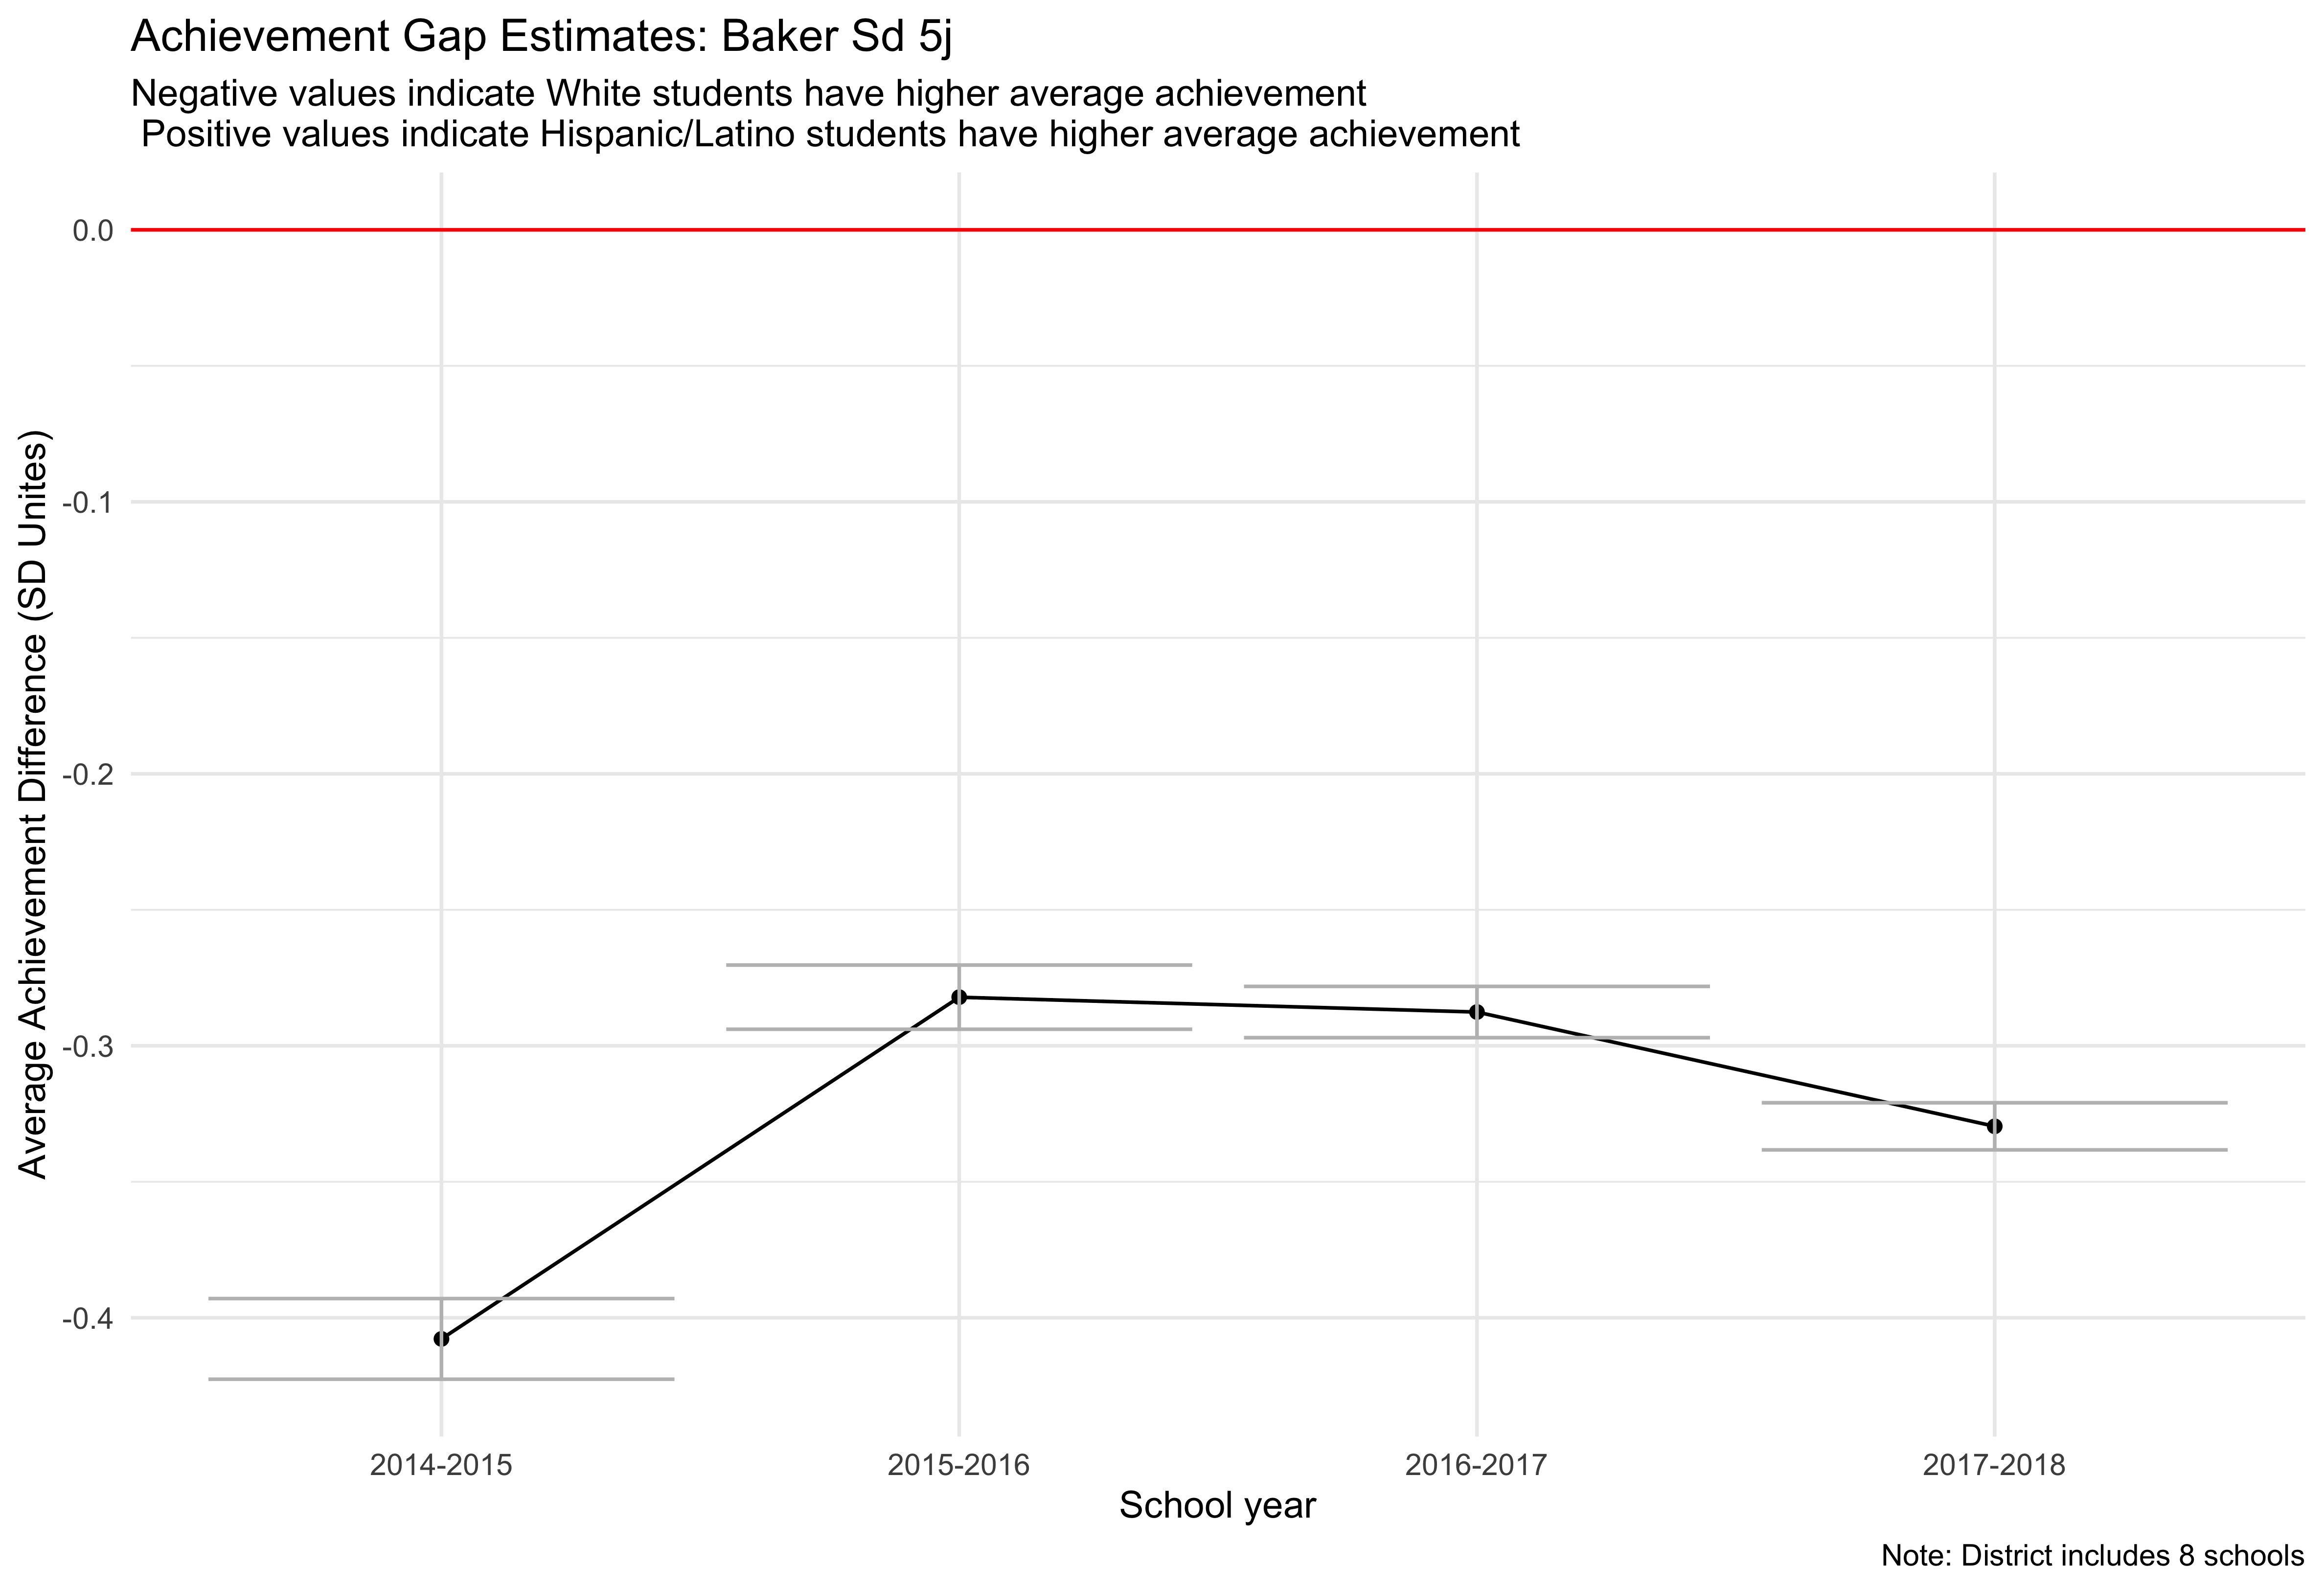 Achievement Gap Estimates: Baker Sd 5j
Negative values indicate White students have higher average achievement
Positive values indicate Hispanic/Latino students have higher average achievement
Average Achievement Difference (SD Unites)
0.0
-0.1
-0.2
-0.3
-0.4
2014-2015
2015-2016
2016-2017
2017-2018
School year
Note: District includes 8 schools